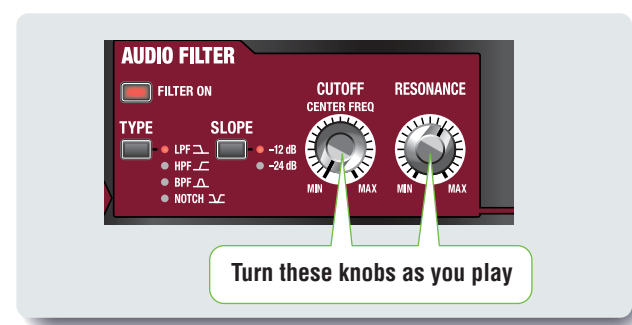 AUDIO FILTER
FILTER ON
CUTOFF
CENTER FREQ
RESONANCE
TYPE
SLOPE
LPF
HPF
BPF
NOTCH
–12 dB
–24 dB
MIN MAX
MIN MAX
Turn these knobs as you play